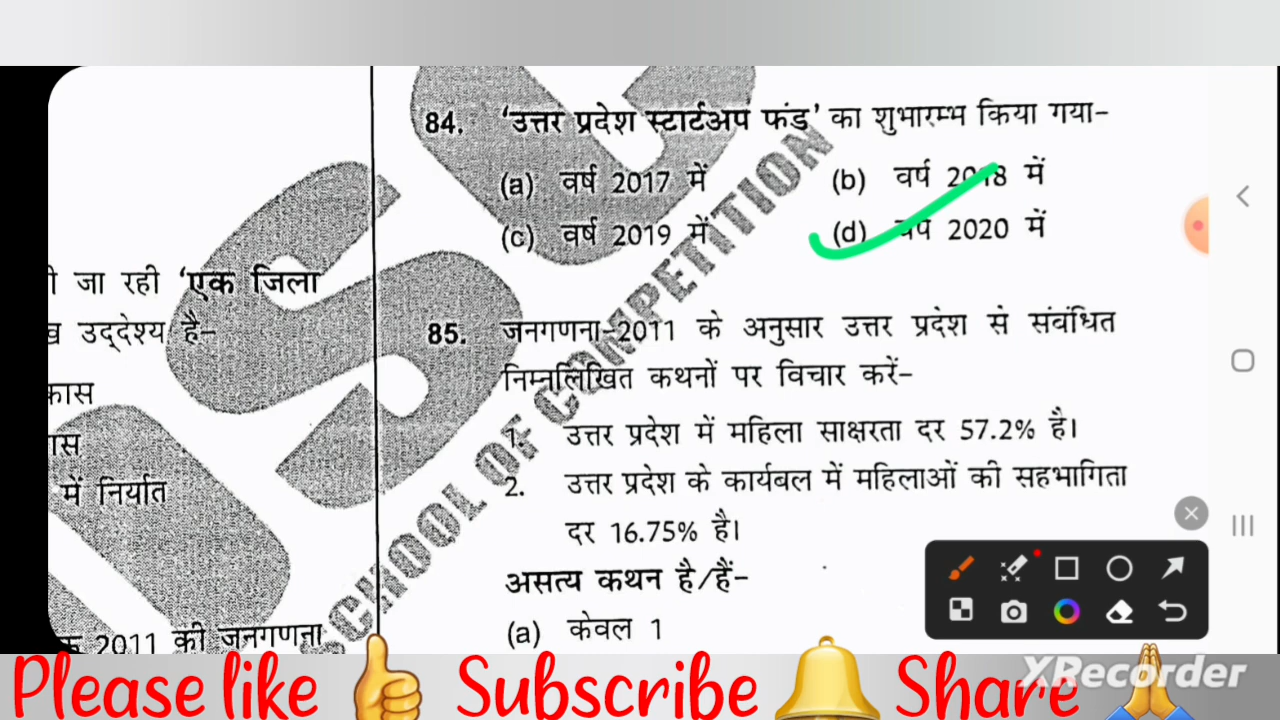 84. 'उत्तर प्रदेश स्टार्टअप फंड' का शुभारम्भ किया गया-
(a) वर्ष 2017 में (b) वर्ष 2018 में
(c) वर्ष 2019 में (d) वर्ष 2020 में
ी जा रही 'एक जिला
उद्देश्य है-
कास
ास
में निर्यात
2011 की जनगणना
85. जनगणना-2011 के अनुसार उत्तर प्रदेश से संबंधित
निम्नलिखित कथनों पर विचार करें-
1. उत्तर प्रदेश में महिला साक्षरता दर 57.2% है।
2. उत्तर प्रदेश के कार्यबल में महिलाओं की सहभागिता
दर 16.75% है।
असत्य कथन है/हैं-
(a) केवल 1
SCHOOL OF COMPETITION
Please like Subscribe Share
XRecorder